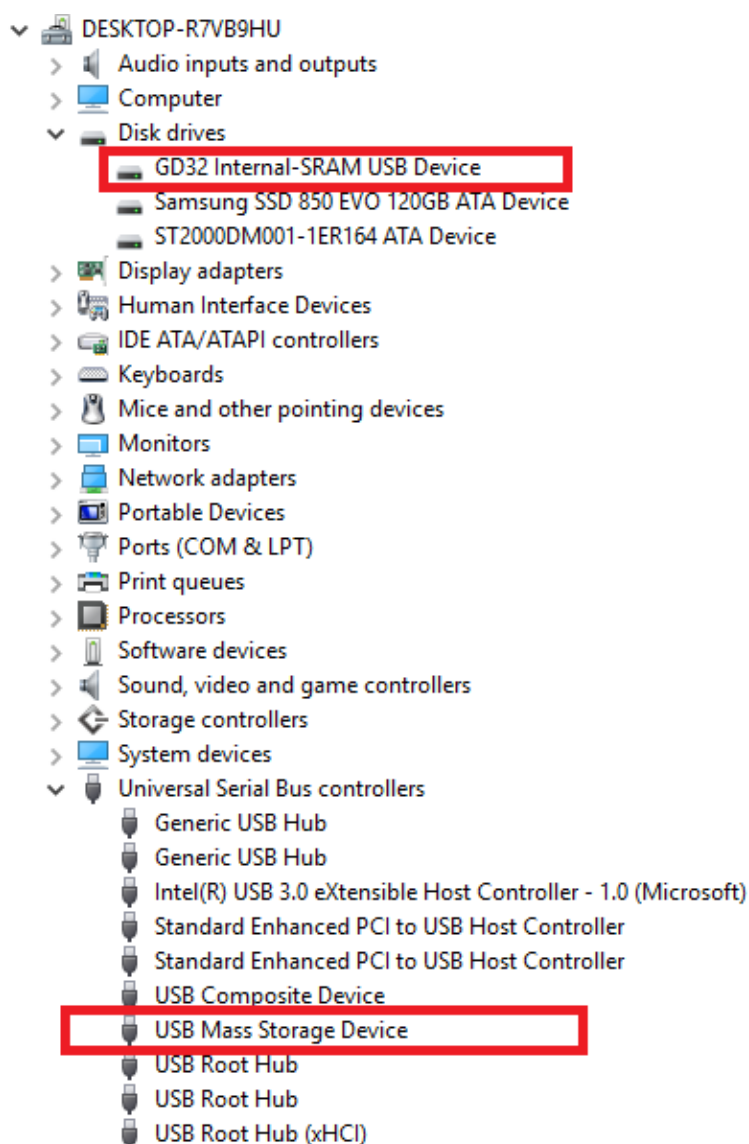 DESKTOP-R7VB9HU
Audio inputs and outputs
Computer
Disk drives
GD32 Internal-SRAM USB Device
Samsung SSD 850 EVO 120GB ATA Device
ST2000DM001-1ER164 ATA Device
Display adapters
Human Interface Devices
IDE ATA/ATAPI controllers
Keyboards
Mice and other pointing devices
Monitors
Network adapters
Portable Devices
Ports (COM & LPT)
Print queues
Processors
Software devices
Sound, video and game controllers
Storage controllers
System devices
Universal Serial Bus controllers
Generic USB Hub
Generic USB Hub
Intel(R) USB 3.0 eXtensible Host Controller - 1.0 (Microsoft)
Standard Enhanced PCI to USB Host Controller
Standard Enhanced PCI to USB Host Controller
USB Composite Device
USB Mass Storage Device
USB Root Hub
USB Root Hub
USB Root Hub (xHCI)